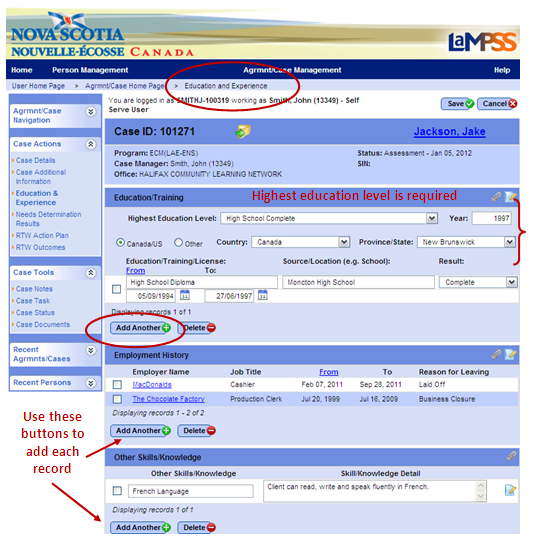 NOVA SCOTIA
NOUVELLE-ÉCOSSE CANADA
LaMPSS
Home Person Management Agrmnt/Case Management Help
User Home Page > Agrmnt/Case Home Page > Education and Experience
You are logged in as SMITHJ-100319 working as Smith, John (13349) - Self
Serve User
Save Cancel
Agrmnt/Case
Navigation
Case Actions
Case Details
Case Additional
Information
Education &
Experience
Needs Determination
Results
RTW Action Plan
RTW Outcomes
Case Tools
Case Notes
Case Task
Case Status
Case Documents
Recent
Agrmnts/Cases
Recent Persons
Case ID: 101271 Jackson, Jake
Program: ECM(LAE-ENS) Status: Assessment - Jan 05, 2012
Case Manager: Smith, John (13349) SIN:
Office: HALIFAX COMMUNITY LEARNING NETWORK
Education/Training Highest education level is required
Highest Education Level: High School Complete Year: 1997
Canada/US Other Country: Canada Province/State: New Brunswick
Education/Training/License: Source/Location (e.g. School): Result:
From To:
High School Diploma Moncton High School Complete
05/09/1994 27/06/1997
Displaying records 1 of 1
Add Another Delete
Employment History
Employer Name Job Title From To Reason for Leaving
MacDonalds Cashier Feb 07, 2011 Sep 28, 2011 Laid Off
The Chocolate Factory Production Clerk Jul 20, 1999 Jul 16, 2009 Business Closure
Displaying records 1 - 2 of 2
Add Another Delete
Use these
buttons to
add each
record
Other Skills/Knowledge
Other Skills/Knowledge Skill/Knowledge Detail
French Language Client can read, write and speak fluently in French.
Displaying records 1 of 1
Add Another Delete